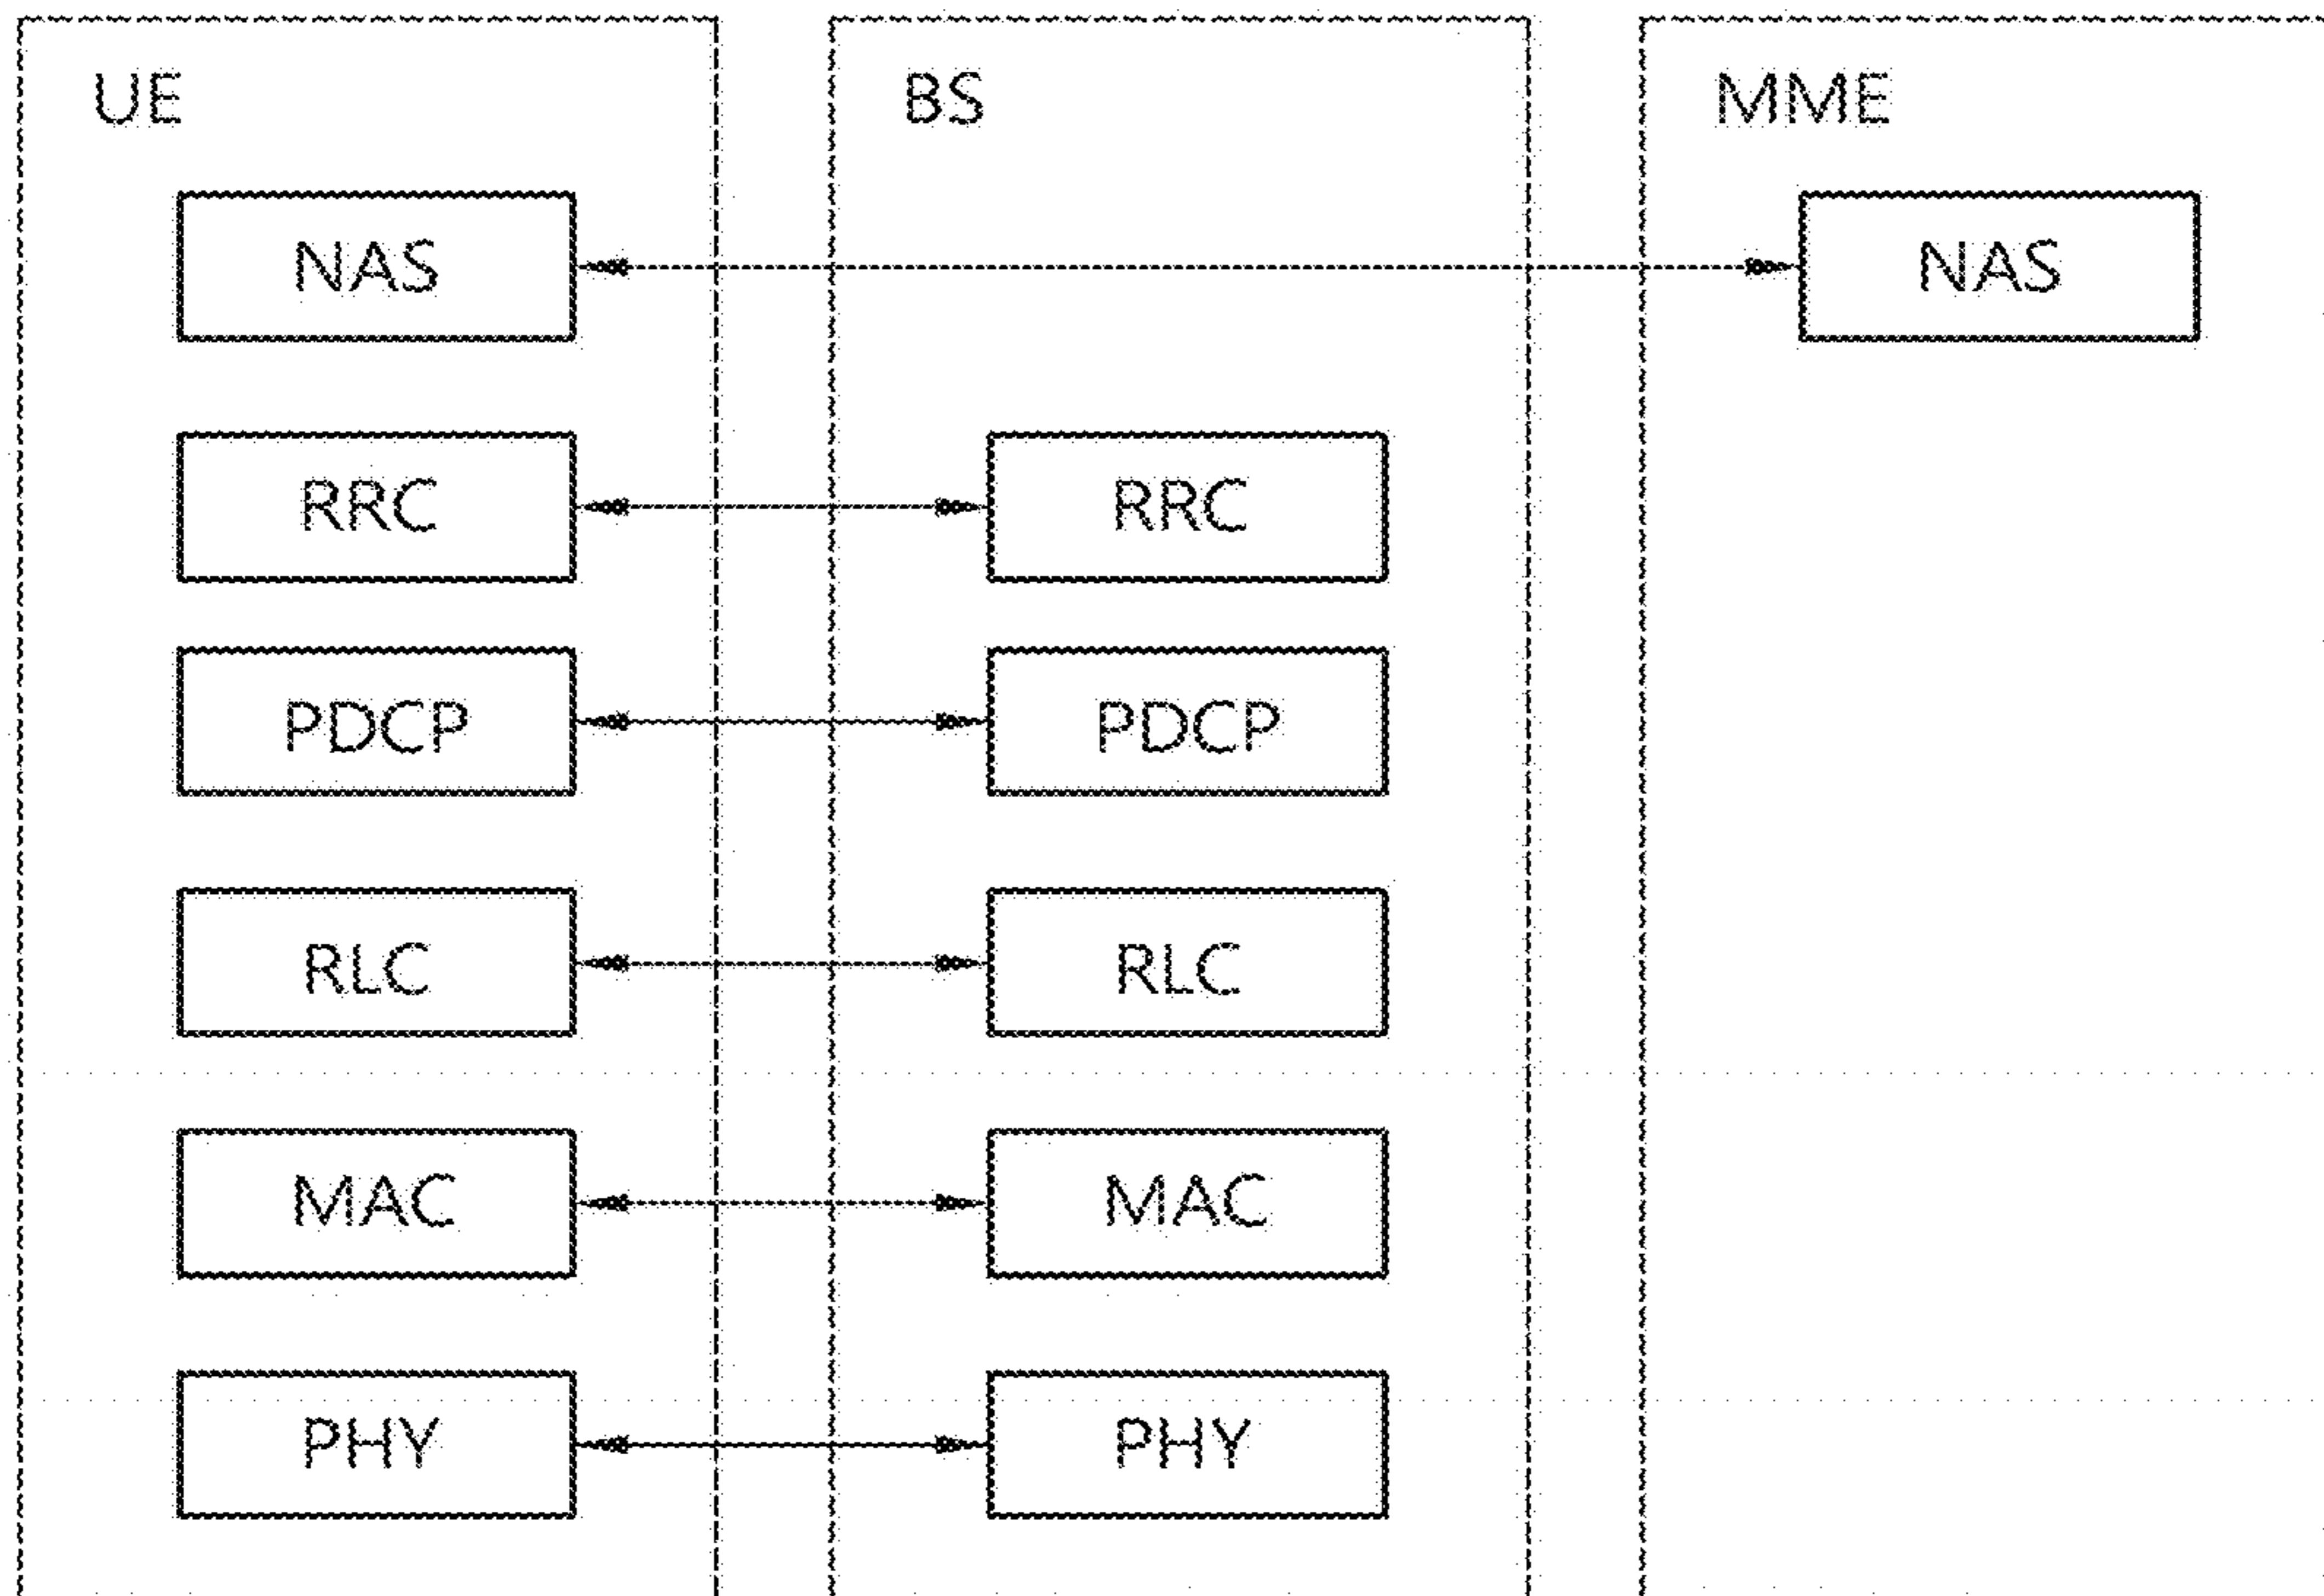 UE BS MME
NAS NAS
RRC RRC
PDCP PDCP
RLC RLC
MAC MAC
PHY PHY